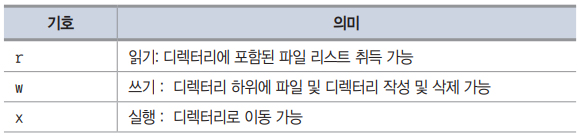 기호 의미
r 읽기: 디렉터리에 포함된 파일 리스트 취득 가능
w 쓰기 : 디렉터리 하위에 파일 및 디렉터리 작성 및 삭제 가능
x 실행 : 디렉터리로 이동 가능